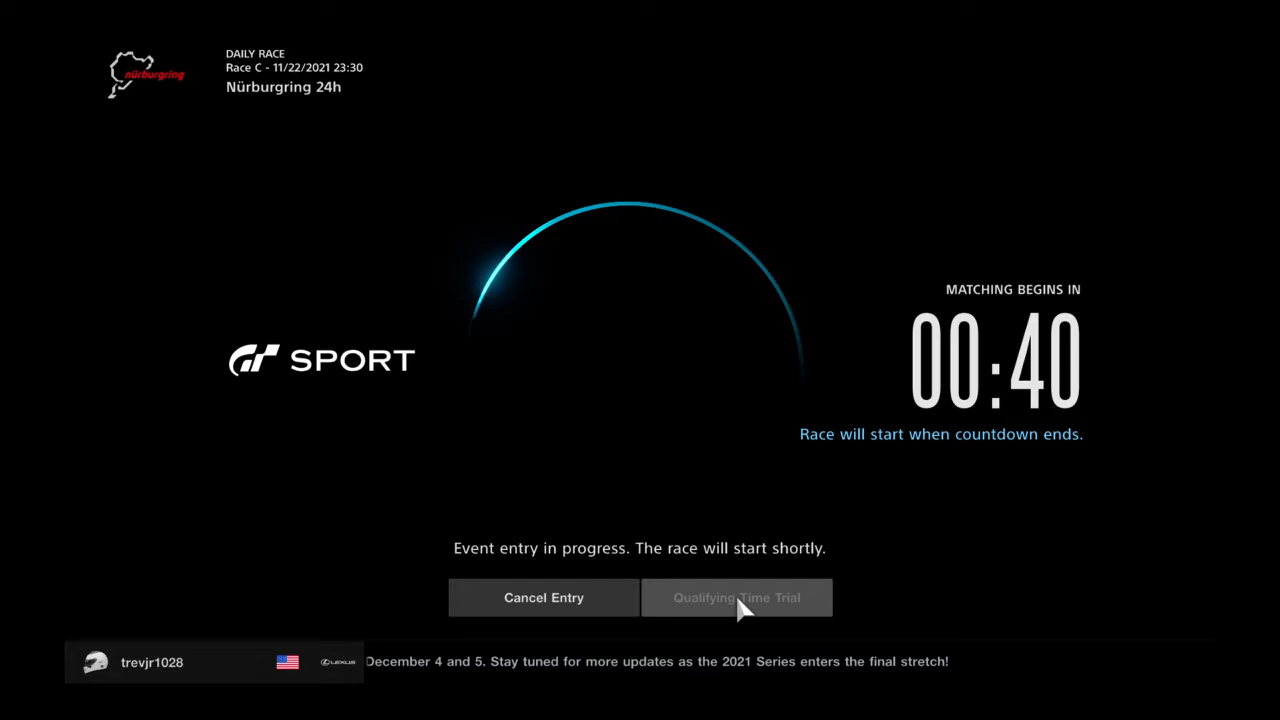 nürburgring
DAILY RACE
Race C - 11/22/2021 23:30
Nürburgring 24h
MATCHING BEGINS IN
00:40
GT SPORT
Race will start when countdown ends.
Event entry in progress. The race will start shortly.
Cancel Entry
Qualifying Time Trial
trevjr1028
LEXUS
December 4 and 5. Stay tuned for more updates as the 2021 Series enters the final stretch!